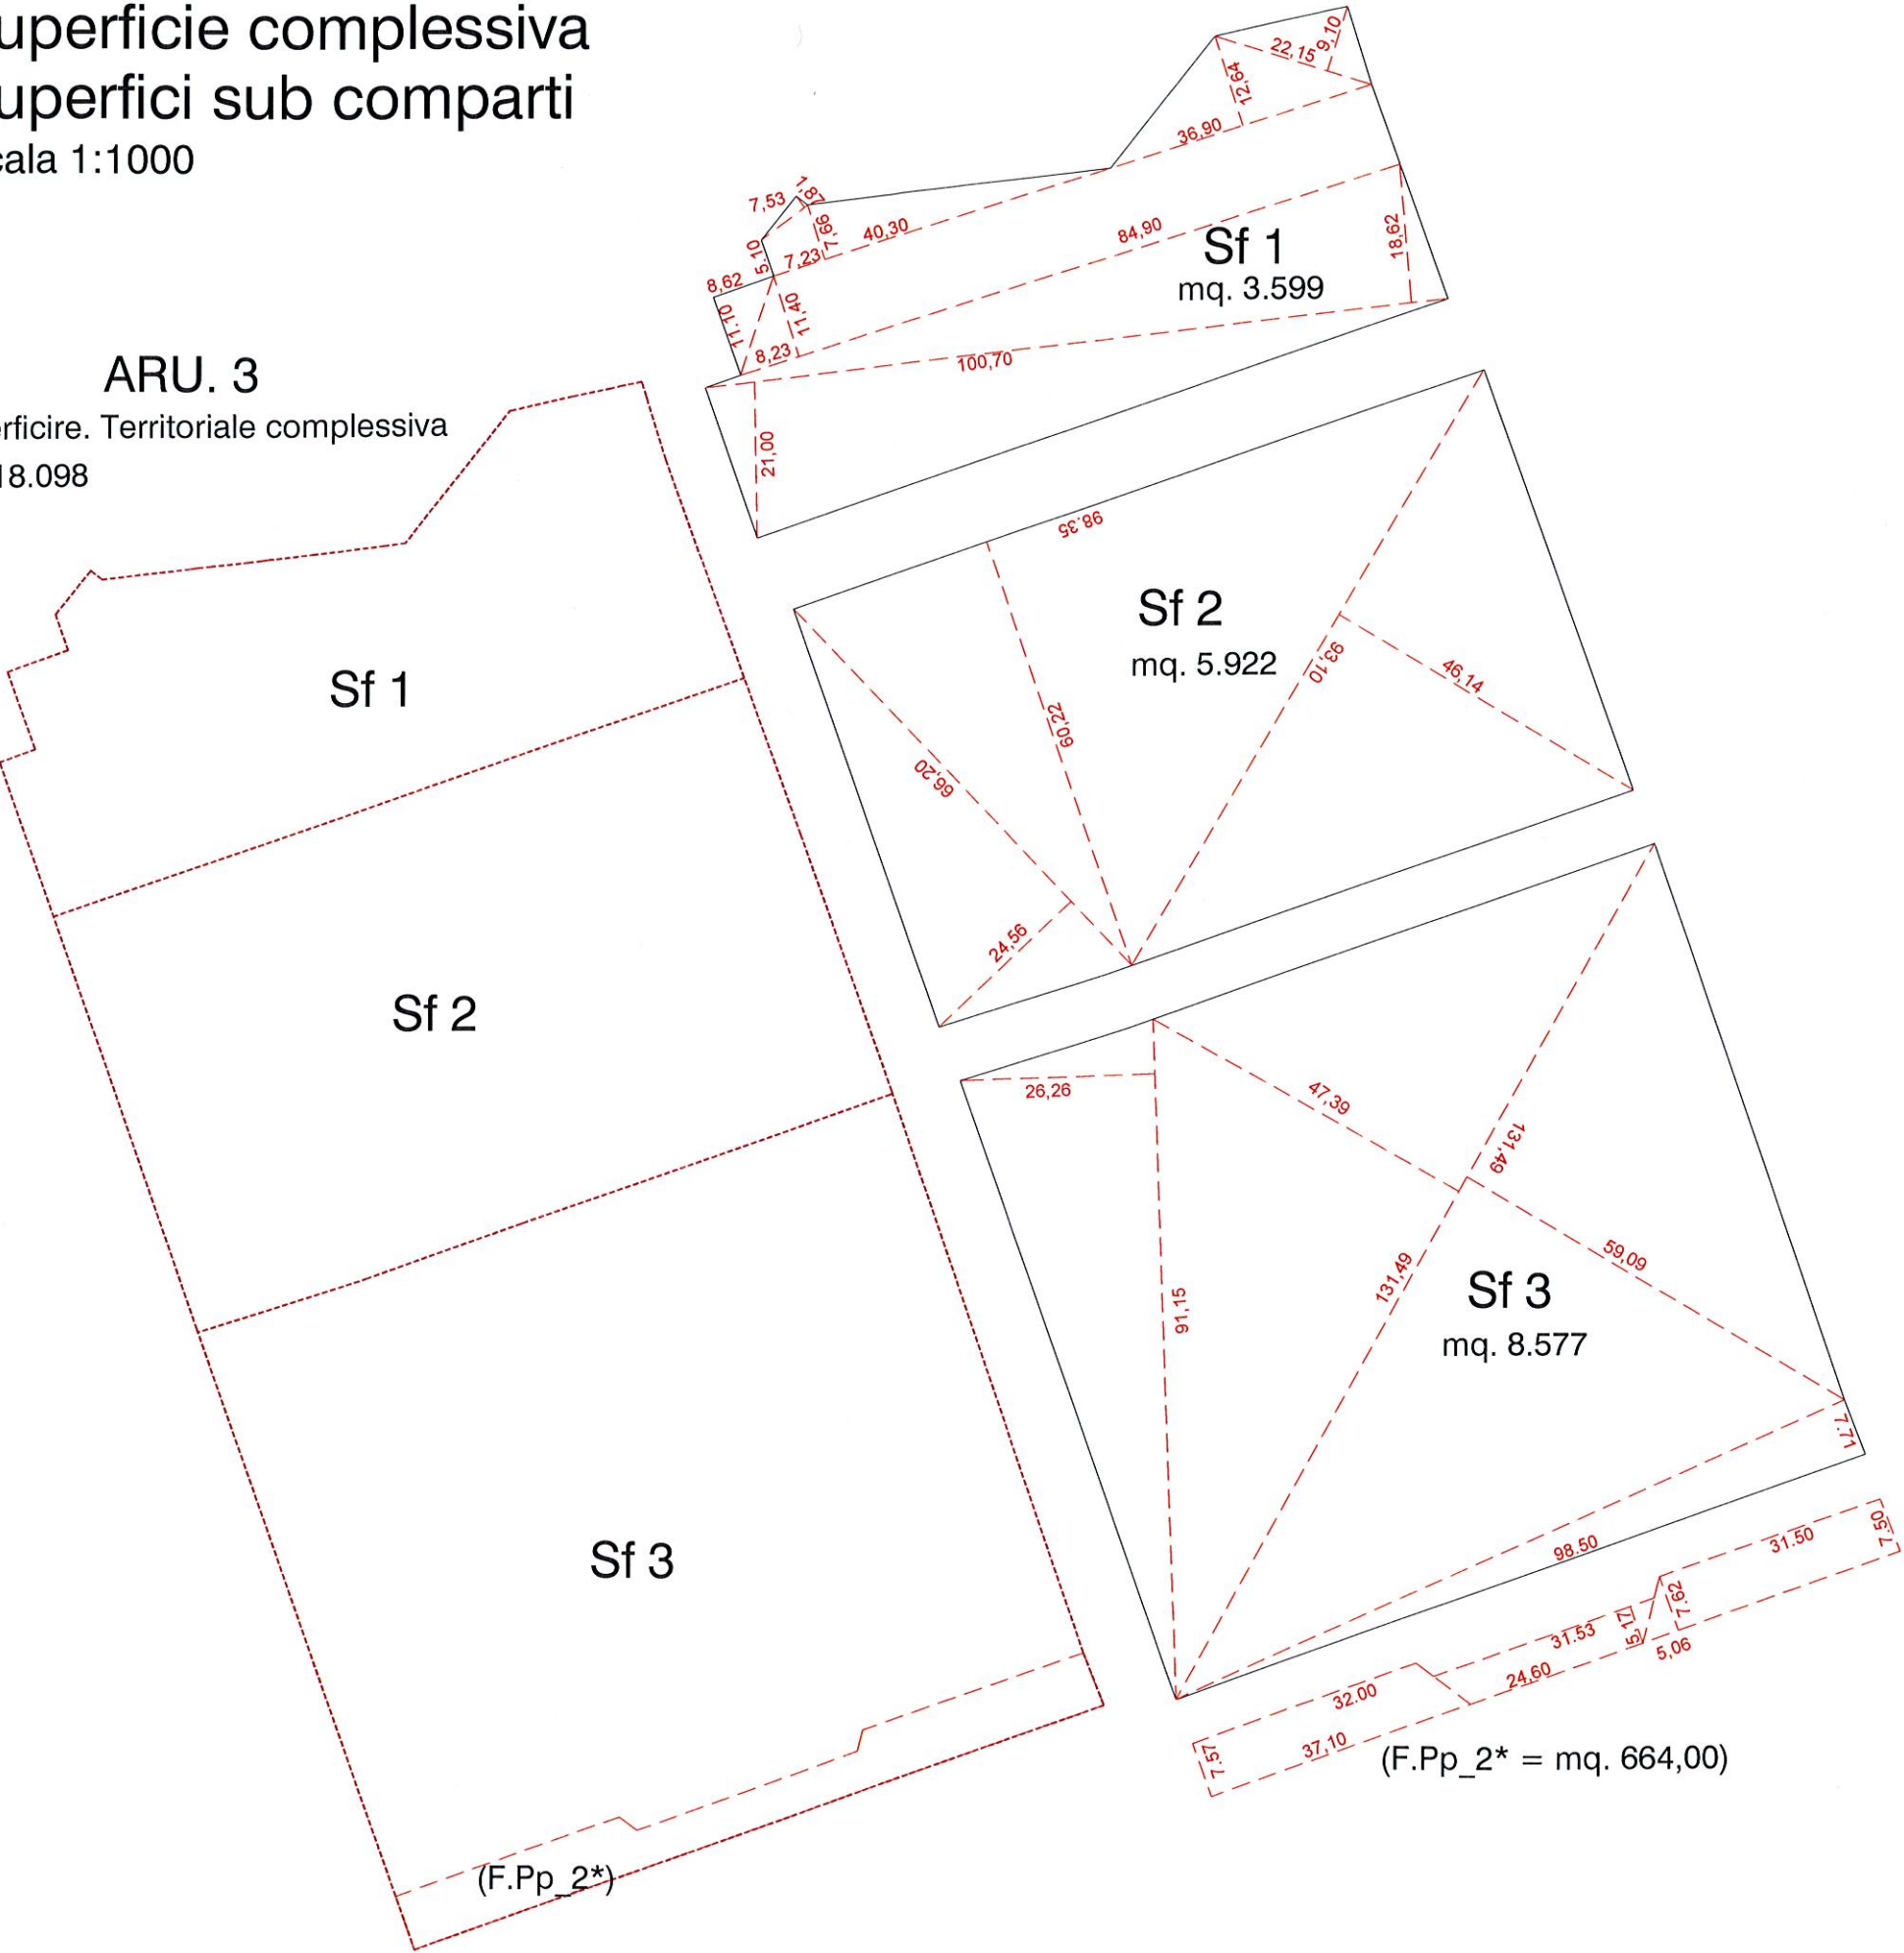 uperficie complessiva
uperfici sub comparti
cala 1:1000
ARU. 3
erficire. Territoriale complessiva
18.098
Sf 1
Sf 2
Sf 3
(F.Pp_2*)
22,15
9,10
12,64
36,90
7,53
1,87
7,66
40,30
5.10
7,23
8,62
11.10
11,40
8,23
84,90
18,62
Sf 1
mq. 3.599
100,70
21,00
98.35
Sf 2
mq. 5.922
60,22
93,10
46,14
66,20
24,56
26,26
47,39
131,49
131,49
59,09
91,15
Sf 3
mq. 8.577
7.71
98.50
31.50
7.50
7.62
5,17
31.53
5,06
24,60
32.00
37,10
7.57
(F.Pp_2* = mq. 664,00)